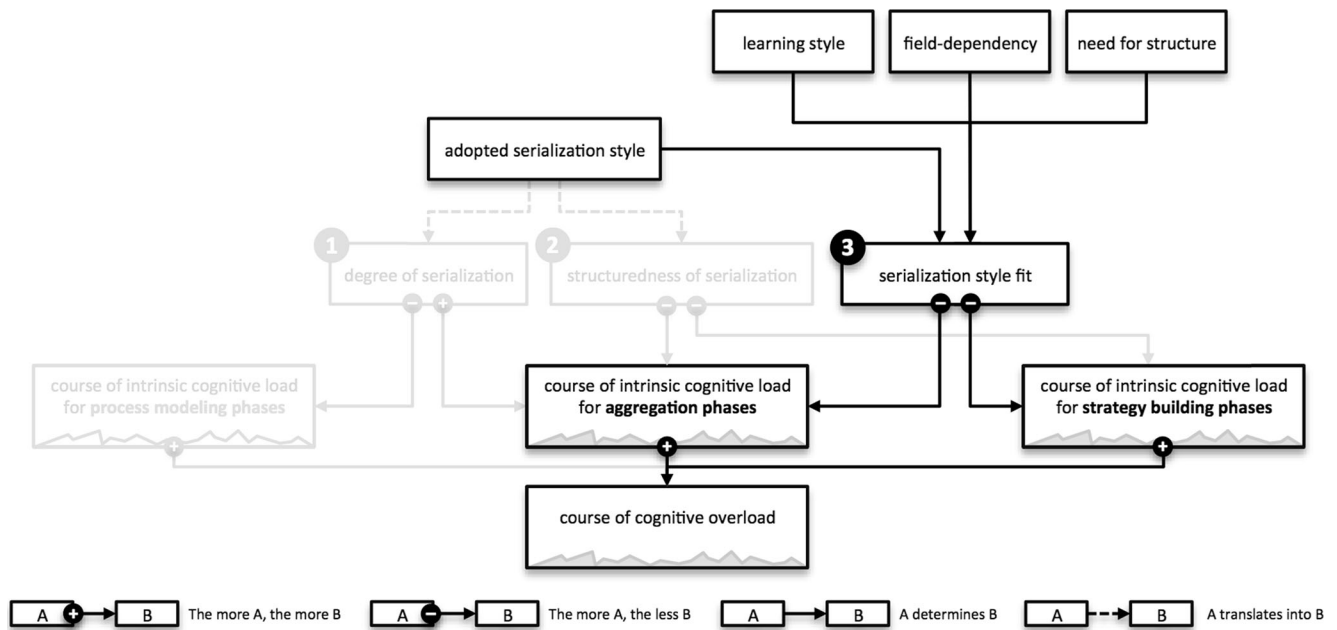 learning style
field-dependency
need for structure
adopted serialization style
1
degree of serialization
−
+
2
structuredness of serialization
−
−
3
serialization style fit
−
−
course of intrinsic cognitive load
for process modeling phases
+
course of intrinsic cognitive load
for aggregation phases
+
course of intrinsic cognitive load
for strategy building phases
+
course of cognitive overload
A + B The more A, the more B
A − B The more A, the less B
A B A determines B
A B A translates into B